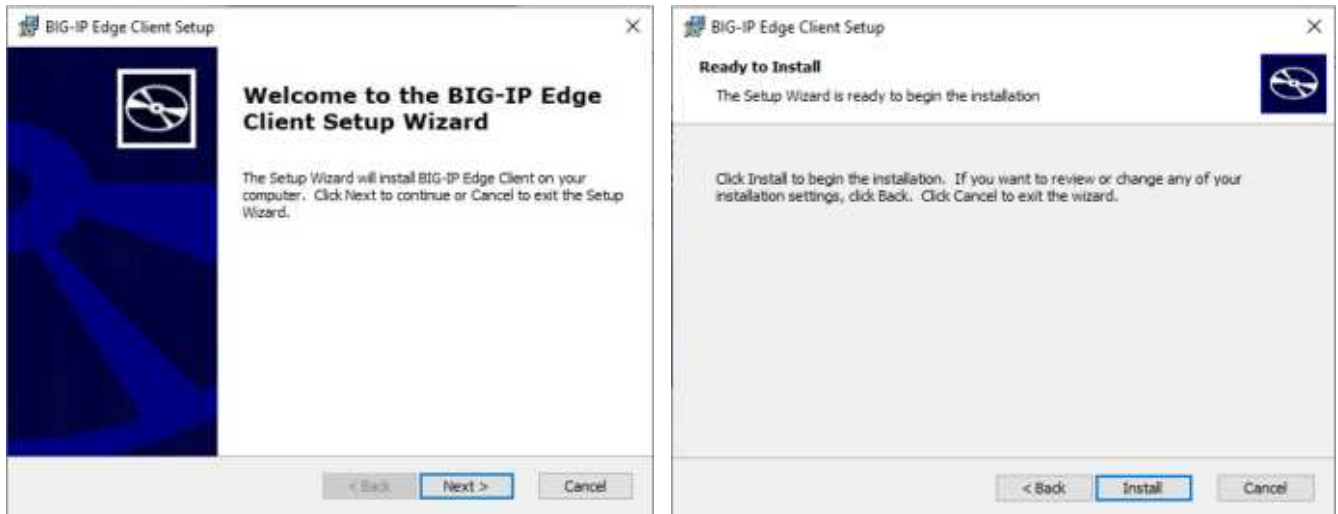 BIG-IP Edge Client Setup
Welcome to the BIG-IP Edge
Client Setup Wizard
The Setup Wizard will install BIG-IP Edge Client on your
computer. Click Next to continue or Cancel to exit the Setup
Wizard.
< Back
Next >
Cancel
BIG-IP Edge Client Setup
Ready to Install
The Setup Wizard is ready to begin the installation
Click Install to begin the installation. If you want to review or change any of your
installation settings, click Back. Click Cancel to exit the wizard.
< Back
Install
Cancel